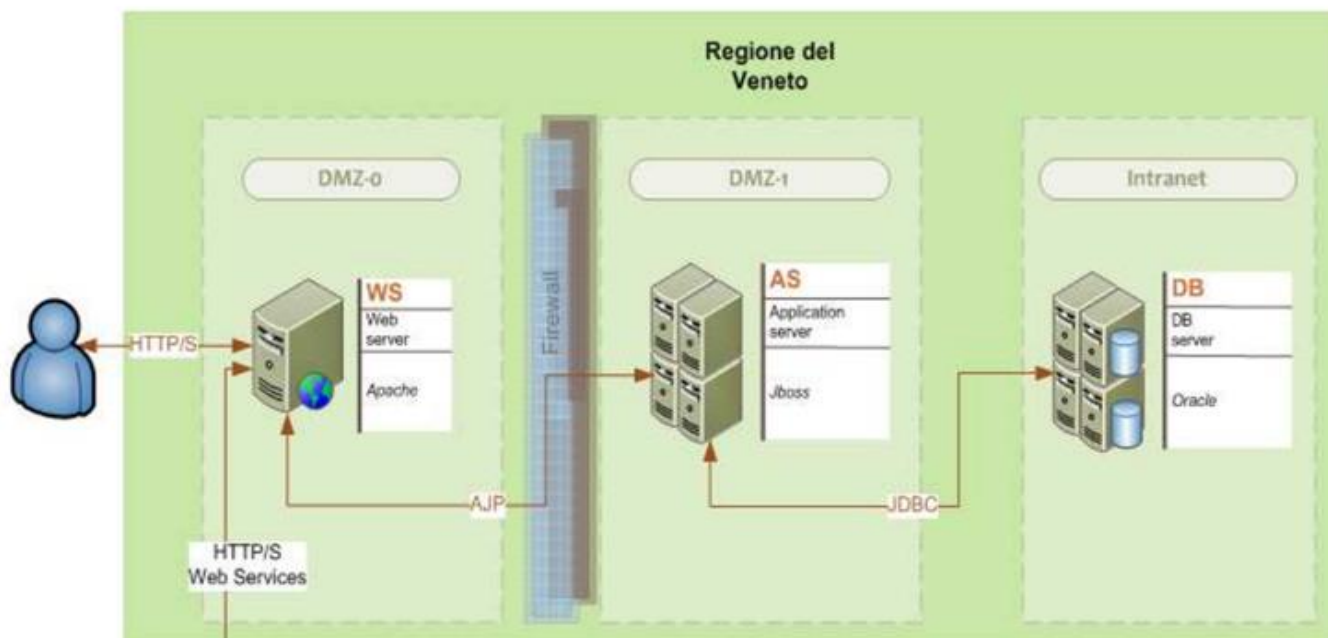 Regione del
Veneto
DMZ-0
DMZ-1
Intranet
WS
Web
server
Apache
Firewall
AS
Application
server
Jboss
DB
DB
server
Oracle
HTTP/S
AJP
JDBC
HTTP/S
Web Services